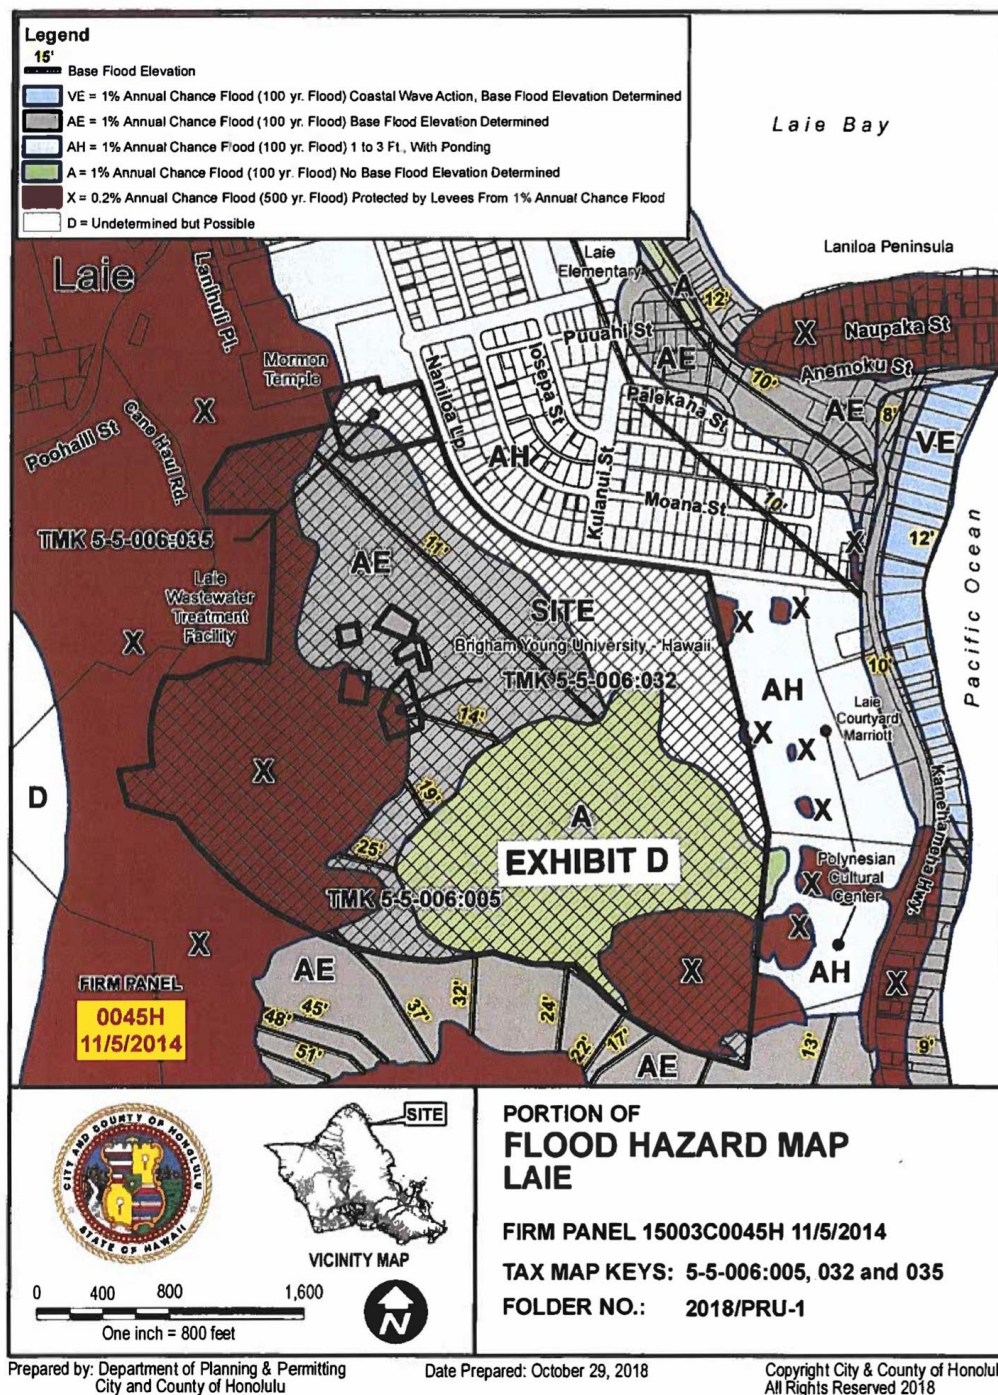 Legend
15'
Base Flood Elevation
VE = 1% Annual Chance Flood (100 yr. Flood) Coastal Wave Action, Base Flood Elevation Determined
AE = 1% Annual Chance Flood (100 yr. Flood) Base Flood Elevation Determined
AH = 1% Annual Chance Flood (100 yr. Flood) 1 to 3 Ft., With Ponding
A = 1% Annual Chance Flood (100 yr. Flood) No Base Flood Elevation Determined
X = 0.2% Annual Chance Flood (500 yr. Flood) Protected by Levees From 1% Annual Chance Flood
D = Undetermined but Possible
Laie Bay
Laniloa Peninsula
Laie
Elementary
Laie
Lanihuli Pl.
A
12'
X
Naupaka St
Puuahi St
Anemoku St
AE
10'
Mormon
Temple
Iosepa St
Naniloa Lp
Palekana St
AE
8'
VE
X
Cane Haul Rd.
Poohaili St
AH
Kulanui St
Moana St
10'
12'
X
TMK 5-5-006:035
11'
AE
Pacific Ocean
Laie
Wastewater
Treatment
Facility
X
SITE
X
X
Brigham Young University - Hawaii
10'
TMK 5-5-006:032
AH
Laie
Courtyard
Marriott
14'
X
X
X
Kamehameha Hwy.
D
19'
A
X
25'
EXHIBIT D
Polynesian
Cultural
Center
X
TMK 5-5-006:005
X
X
AE
X
AH
X
FIRM PANEL
0045H
11/5/2014
48'
45'
51'
37'
32'
24'
22'
17'
AE
13'
9'
CITY AND COUNTY OF HONOLULU
STATE OF HAWAII
SITE
VICINITY MAP
0 400 800 1,600
One inch = 800 feet
N
PORTION OF
FLOOD HAZARD MAP
LAIE
FIRM PANEL 15003C0045H 11/5/2014
TAX MAP KEYS: 5-5-006:005, 032 and 035
FOLDER NO.: 2018/PRU-1
Prepared by: Department of Planning & Permitting
City and County of Honolulu
Date Prepared: October 29, 2018
Copyright City & County of Honolu
All Rights Reserved 2018